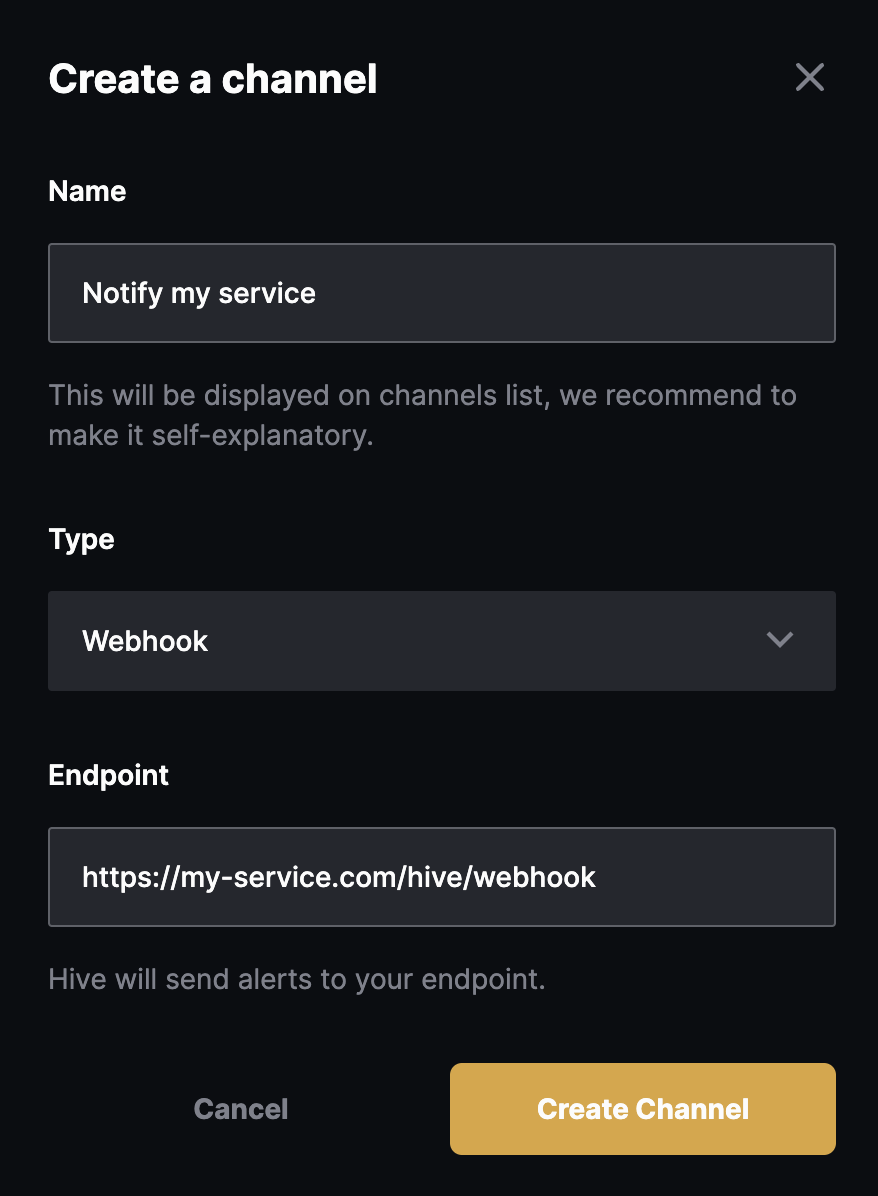 Create a channel
Name
Notify my service
This will be displayed on channels list, we recommend to
make it self-explanatory.
Type
Webhook
Endpoint
https://my-service.com/hive/webhook
Hive will send alerts to your endpoint.
Cancel
Create Channel